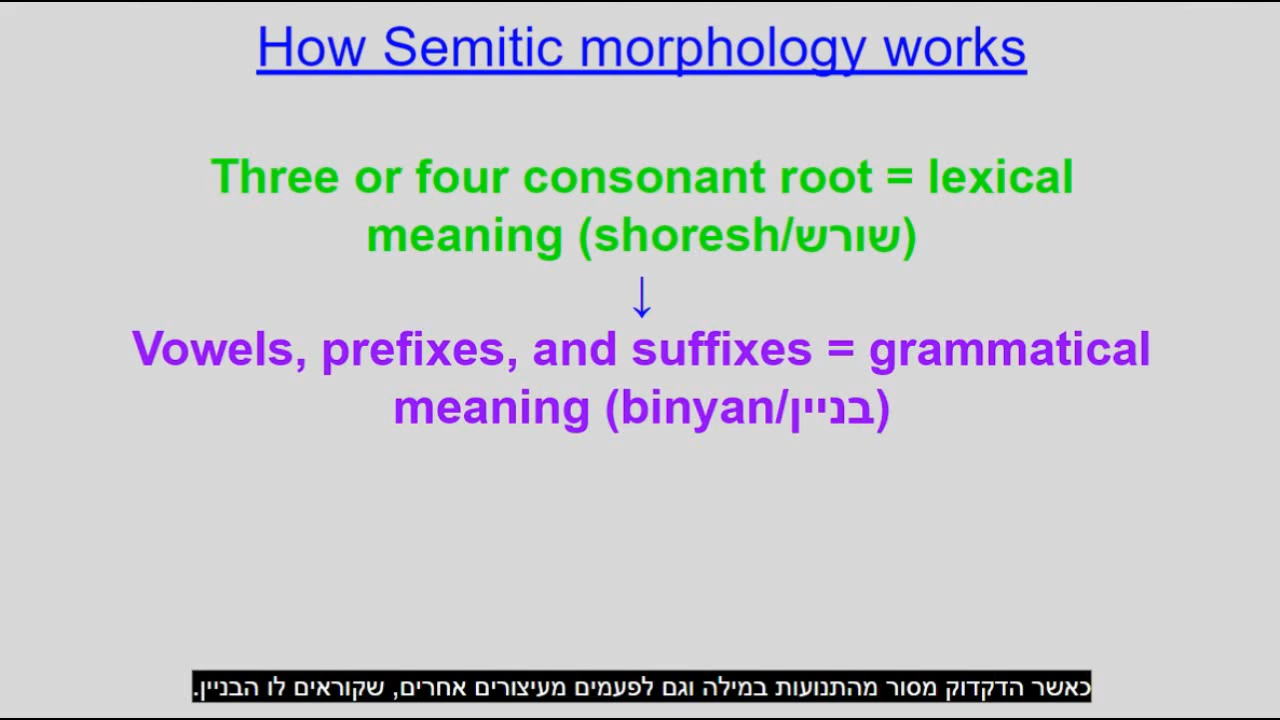 How Semitic morphology works
Three or four consonant root = lexical
meaning (shoresh/שורש)
↓
Vowels, prefixes, and suffixes = grammatical
meaning (binyan/בניין)
כאשר הדקדוק מסור מהתנועות במילה וגם לפעמים מעיצורים אחרים, שקוראים לו הבניין.